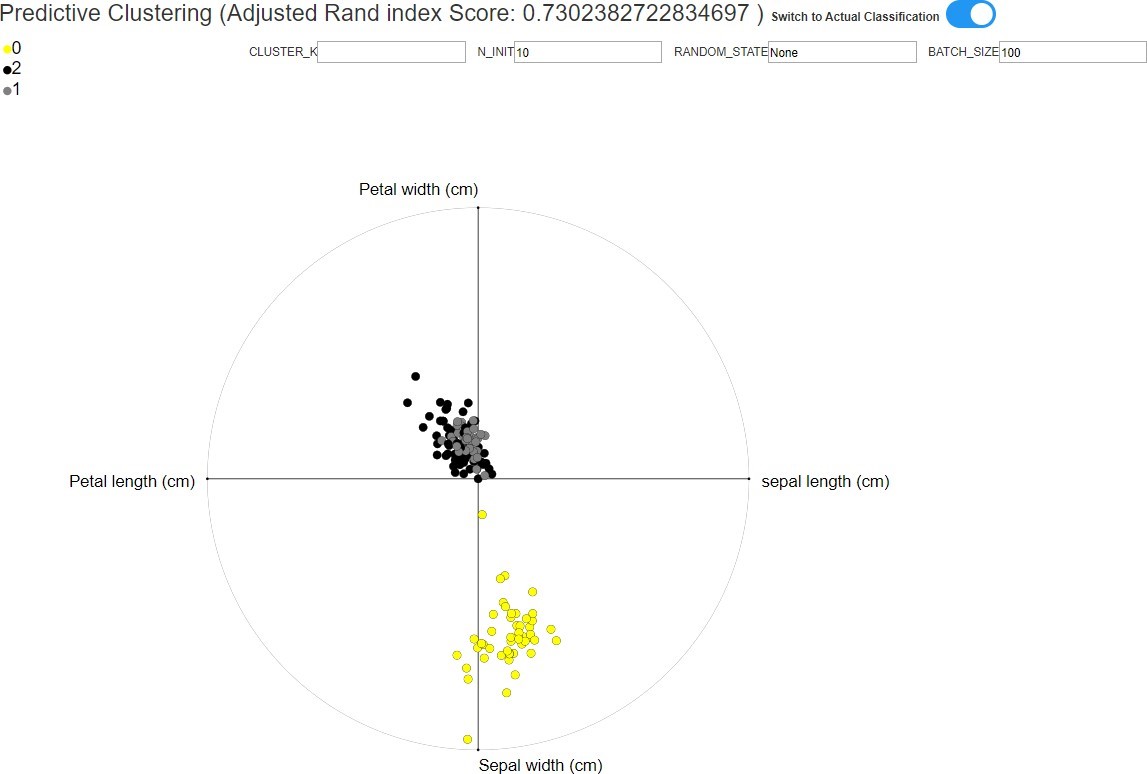 Predictive Clustering (Adjusted Rand index Score: 0.7302382722834697 ) Switch to Actual Classification
0
2
1
CLUSTER_K N_INIT 10 RANDOM_STATE None BATCH_SIZE 100
Petal width (cm)
Petal length (cm)
sepal length (cm)
Sepal width (cm)